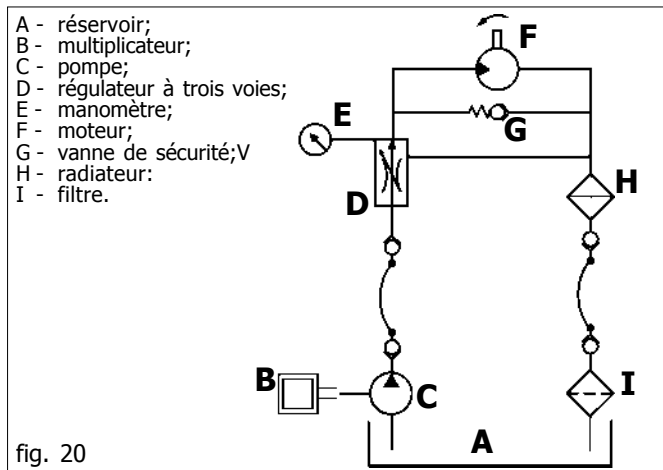 A - réservoir;
B - multiplicateur;
C - pompe;
D - régulateur à trois voies;
E - manomètre;
F - moteur;
G - vanne de sécurité;V
H - radiateur:
I - filtre.
F
E
G
D
H
B
C
I
A
fig. 20